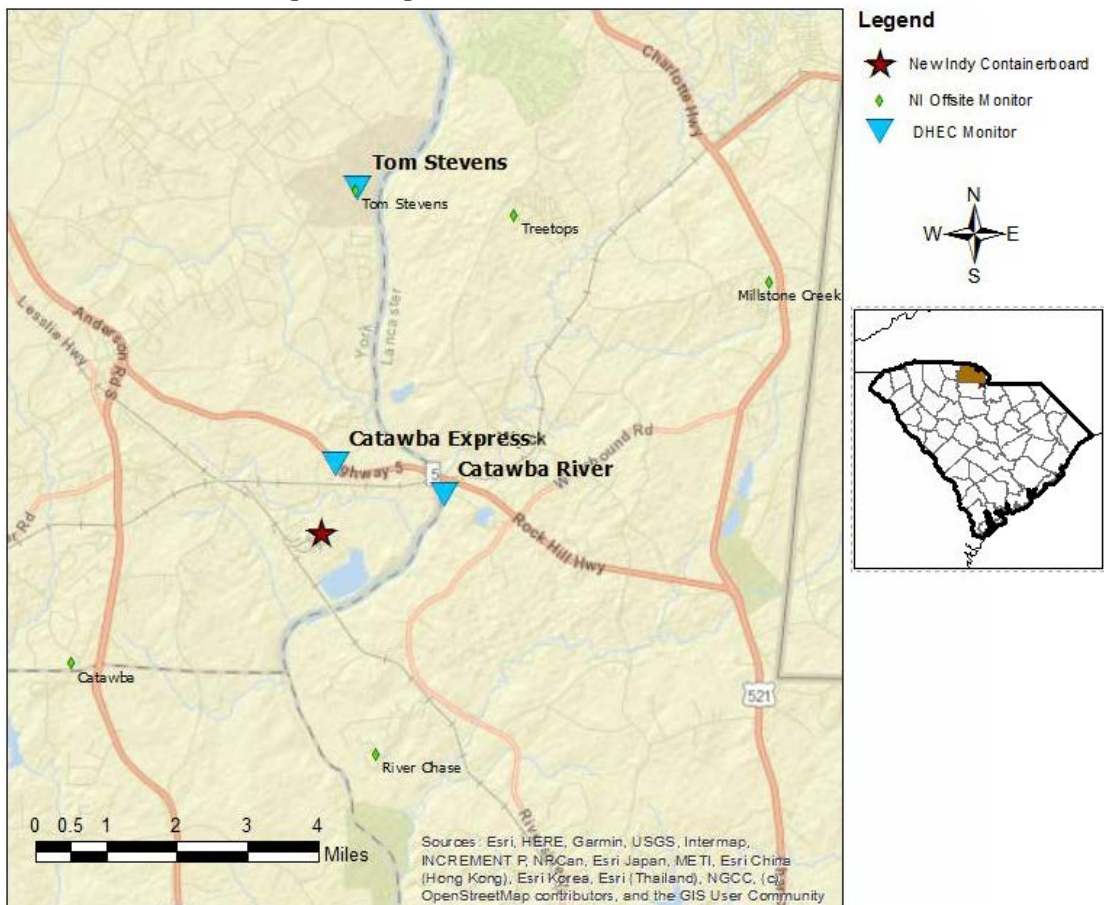 Charlotte Hwy
Tom Stevens
Tom Stevens
Treetops
Millstone Creek
York
Lancaster
Lesslie Hwy
Anderson Rd S
Catawba Express
Catawba River
5
Rock Hill Hwy
Catawba
521
River Chase
0 0.5 1 2 3 4
Miles
Sources: Esri, HERE, Garmin, USGS, Intermap,
INCREMENT P, NRCan, Esri Japan, METI, Esri China
(Hong Kong), Esri Korea, Esri (Thailand), NGCC, (c)
OpenStreetMap contributors, and the GIS User Community
Legend
New Indy Containerboard
NI Offsite Monitor
DHEC Monitor
N
W E
S